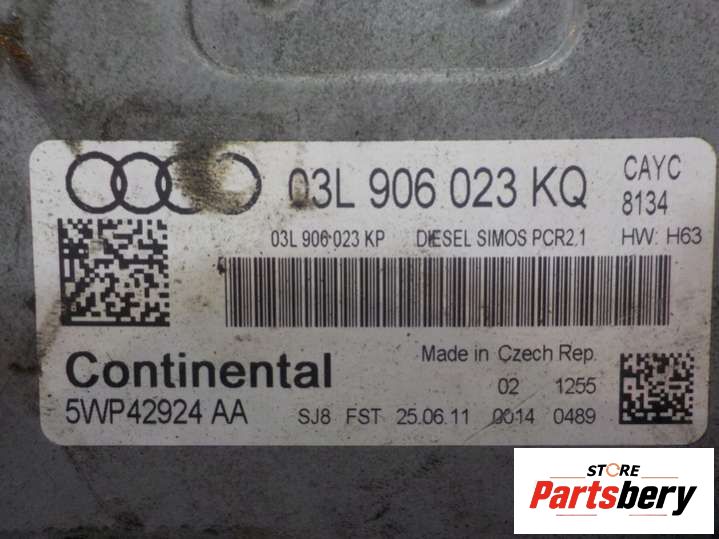 03L 906 023 KQ CAYC
8134
03L 906 023 KP DIESEL SIMOS PCR2.1 HW: H63
Continental Made in Czech Rep.
02 1255
5WP42924 AA SJ8 FST 25.06.11 0014 0489
STORE
Partsbery